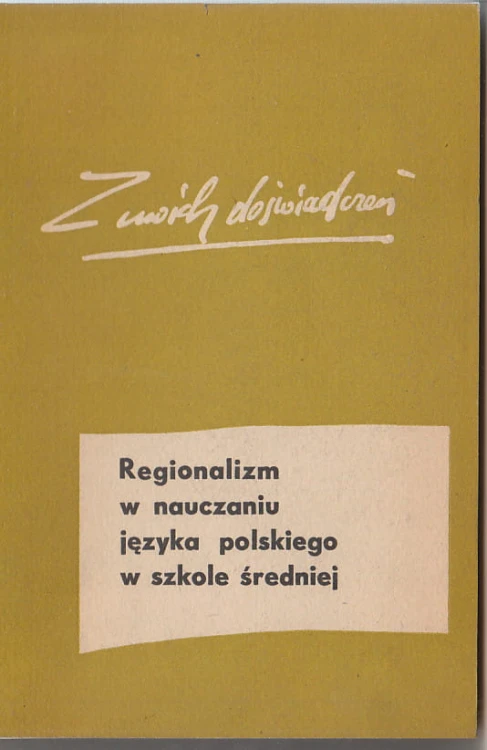 Z moich doświadczeń
Regionalizm
w nauczaniu
języka polskiego
w szkole średniej